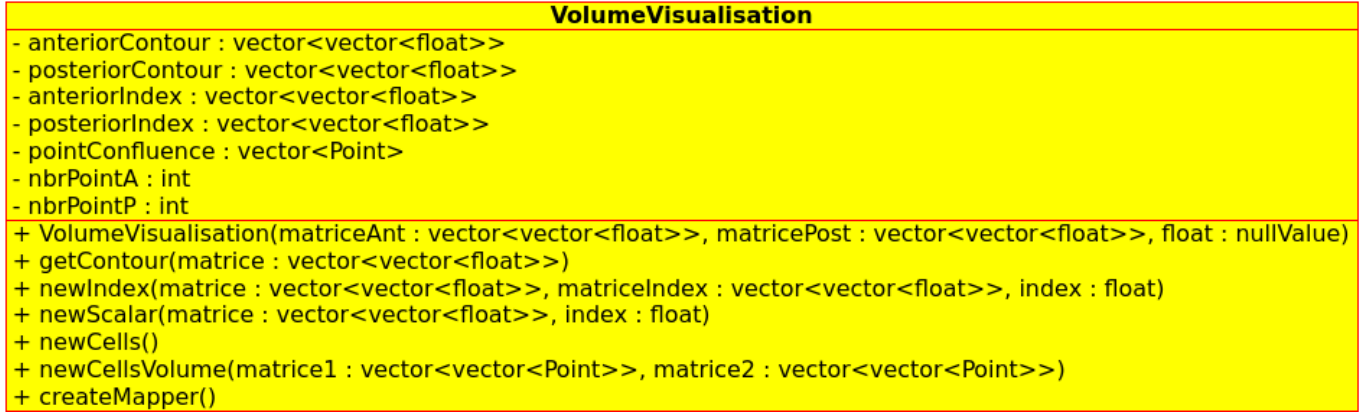 VolumeVisualisation
- anteriorContour : vector<vector<float>>
- posteriorContour : vector<vector<float>>
- anteriorIndex : vector<vector<float>>
- posteriorIndex : vector<vector<float>>
- pointConfluence : vector<Point>
- nbrPointA : int
- nbrPointP : int
+ VolumeVisualisation(matriceAnt : vector<vector<float>>, matricePost : vector<vector<float>>, float : nullValue)
+ getContour(matrice : vector<vector<float>>)
+ newIndex(matrice : vector<vector<float>>, matriceIndex : vector<vector<float>>, index : float)
+ newScalar(matrice : vector<vector<float>>, index : float)
+ newCells()
+ newCellsVolume(matrice1 : vector<vector<Point>>, matrice2 : vector<vector<Point>>)
+ createMapper()